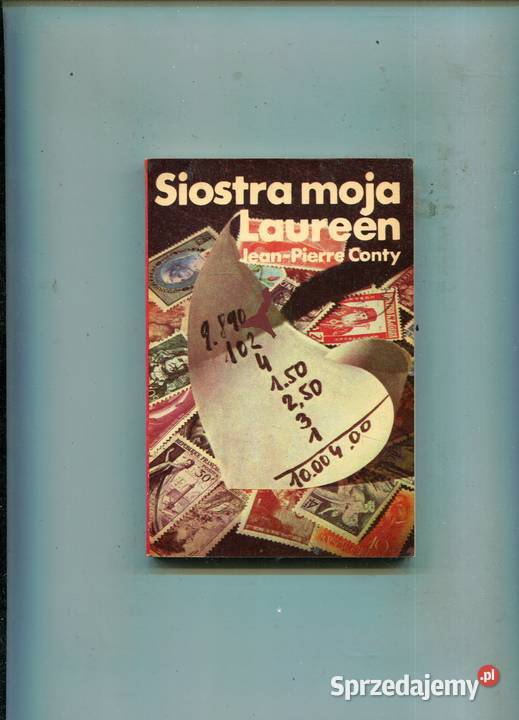 Siostra moja
Laureen
Jean-Pierre Conty
9.890
102
4
1.50
2,50
3
1
10.004.00
Sprzedajemy.pl